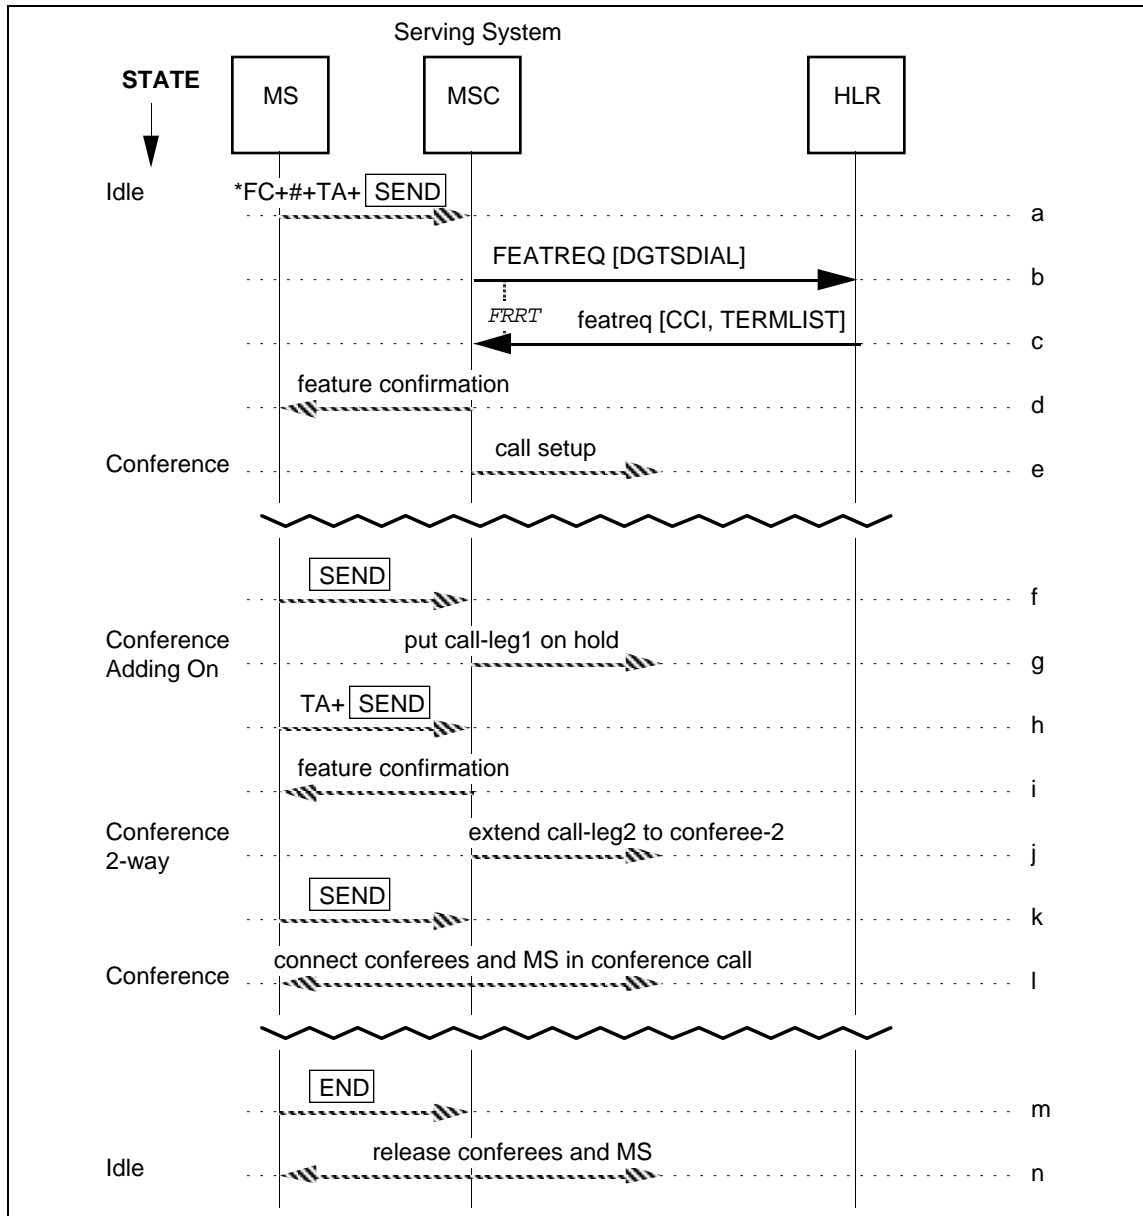 Serving System
STATE
MS
MSC
HLR
Idle
*FC+#+TA+ SEND
a
FEATREQ [DGTSDIAL]
b
FRRT
featreq [CCI, TERMLIST]
c
feature confirmation
d
Conference
call setup
e
SEND
f
Conference
Adding On
put call-leg1 on hold
g
TA+ SEND
h
feature confirmation
i
Conference
2-way
extend call-leg2 to conferee-2
j
SEND
k
Conference
connect conferees and MS in conference call
l
END
m
Idle
release conferees and MS
n